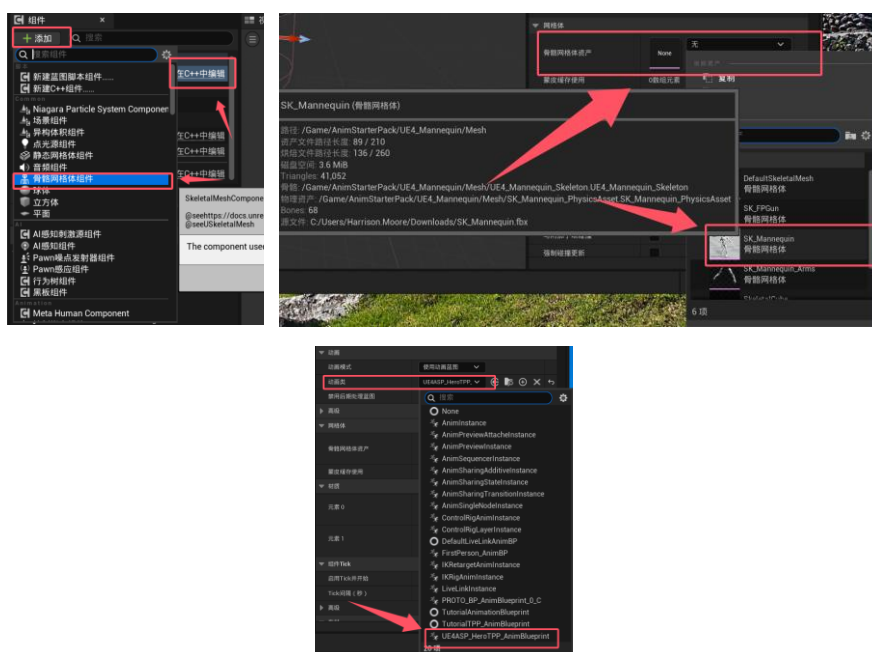 组件
添加
搜索
搜索组件
新建蓝图脚本组件.....
新建C++组件.....
Common
Niagara Particle System Componen
场景组件
异构体积组件
点光源组件
静态网格体组件
音频组件
骨骼网格体组件
球体
立方体
平面
AI感知刺激源组件
AI感知组件
Pawn噪点发射器组件
Pawn感应组件
行为树组件
黑板组件
Animation
Meta Human Component
在C++中编辑
在C++中编辑
在C++中编辑
在C++中编辑
SkeletalMeshCompone
@seehttps://docs.unre
@seeUSkeletalMesh
The component used
网格体
骨骼网格体资产
None
无
蒙皮缓存使用
0数组元素
复制
SK_Mannequin (骨骼网格体)
路径: /Game/AnimStarterPack/UE4_Mannequin/Mesh
资产文件路径长度: 89 / 210
烘焙文件路径长度: 136 / 260
磁盘空间: 3.6 MiB
Triangles: 41,052
骨骼: /Game/AnimStarterPack/UE4_Mannequin/Mesh/UE4_Mannequin_Skeleton.UE4_Mannequin_Skeleton
物理资产: /Game/AnimStarterPack/UE4_Mannequin/Mesh/SK_Mannequin_PhysicsAsset.SK_Mannequin_PhysicsAsset
Bones: 68
源文件: C:/Users/Harrison.Moore/Downloads/SK_Mannequin.fbx
强制碰撞更新
DefaultSkeletalMesh
骨骼网格体
SK_FPGun
骨骼网格体
SK_Mannequin
骨骼网格体
SK_Mannequin_Arms
骨骼网格体
SkeletalCube
6 项
动画
动画模式
使用动画蓝图
动画类
UE4ASP_HeroTPP_
禁用后期处理蓝图
高级
网格体
骨骼网格体资产
蒙皮缓存使用
材质
元素 0
元素 1
组件Tick
启用Tick并开始
Tick间隔（秒）
高级
搜索
None
AnimInstance
AnimPreviewAttacheInstance
AnimPreviewInstance
AnimSequencerInstance
AnimSharingAdditiveInstance
AnimSharingStateInstance
AnimSharingTransitionInstance
AnimSingleNodeInstance
ControlRigAnimInstance
ControlRigLayerInstance
DefaultLiveLinkAnimBP
FirstPerson_AnimBP
IKRetargetAnimInstance
IKRigAnimInstance
LiveLinkInstance
PROTO_BP_AnimBlueprint_0_C
TutorialAnimationBlueprint
TutorialTPP_AnimBlueprint
UE4ASP_HeroTPP_AnimBlueprint
20 项